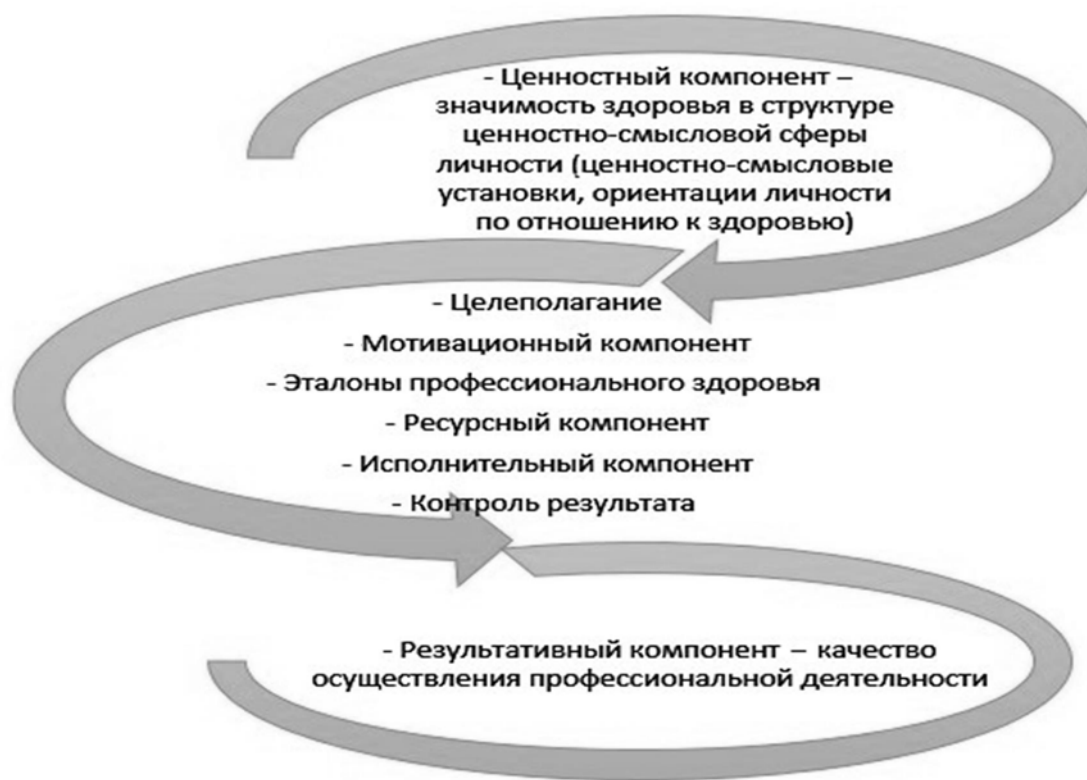 - Ценностный компонент –
значимость здоровья в структуре
ценностно-смысловой сферы
личности (ценностно-смысловые
установки, ориентации личности
по отношению к здоровью)
- Целеполагание
- Мотивационный компонент
- Эталоны профессионального здоровья
- Ресурсный компонент
- Исполнительный компонент
- Контроль результата
- Результативный компонент – качество
осуществления профессиональной деятельности